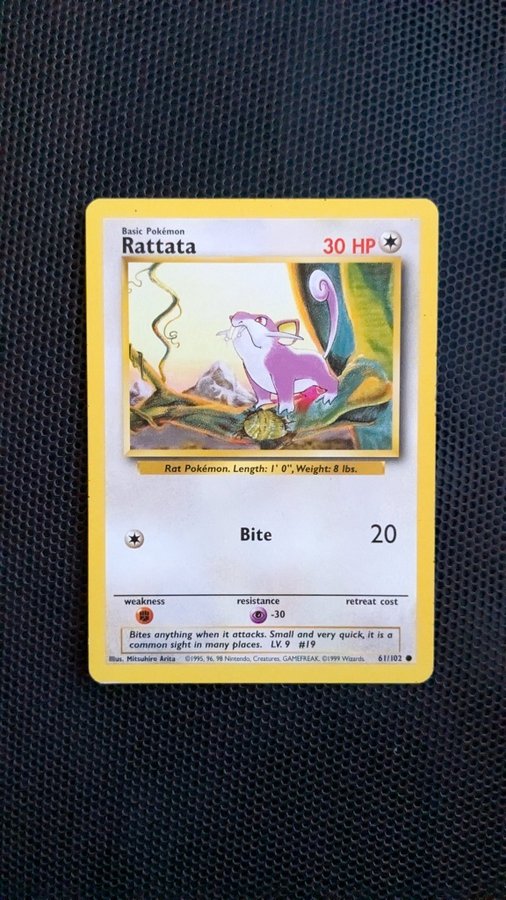 Basic Pokémon
Rattata 30 HP
Rat Pokémon. Length: 1' 0", Weight: 8 lbs.
Bite 20
weakness resistance retreat cost
-30
Bites anything when it attacks. Small and very quick, it is a
common sight in many places. LV. 9 #19
Illus. Mitsuhiro Arita ©1995, 96, 98 Nintendo, Creatures, GAMEFREAK. ©1999 Wizards. 61/102